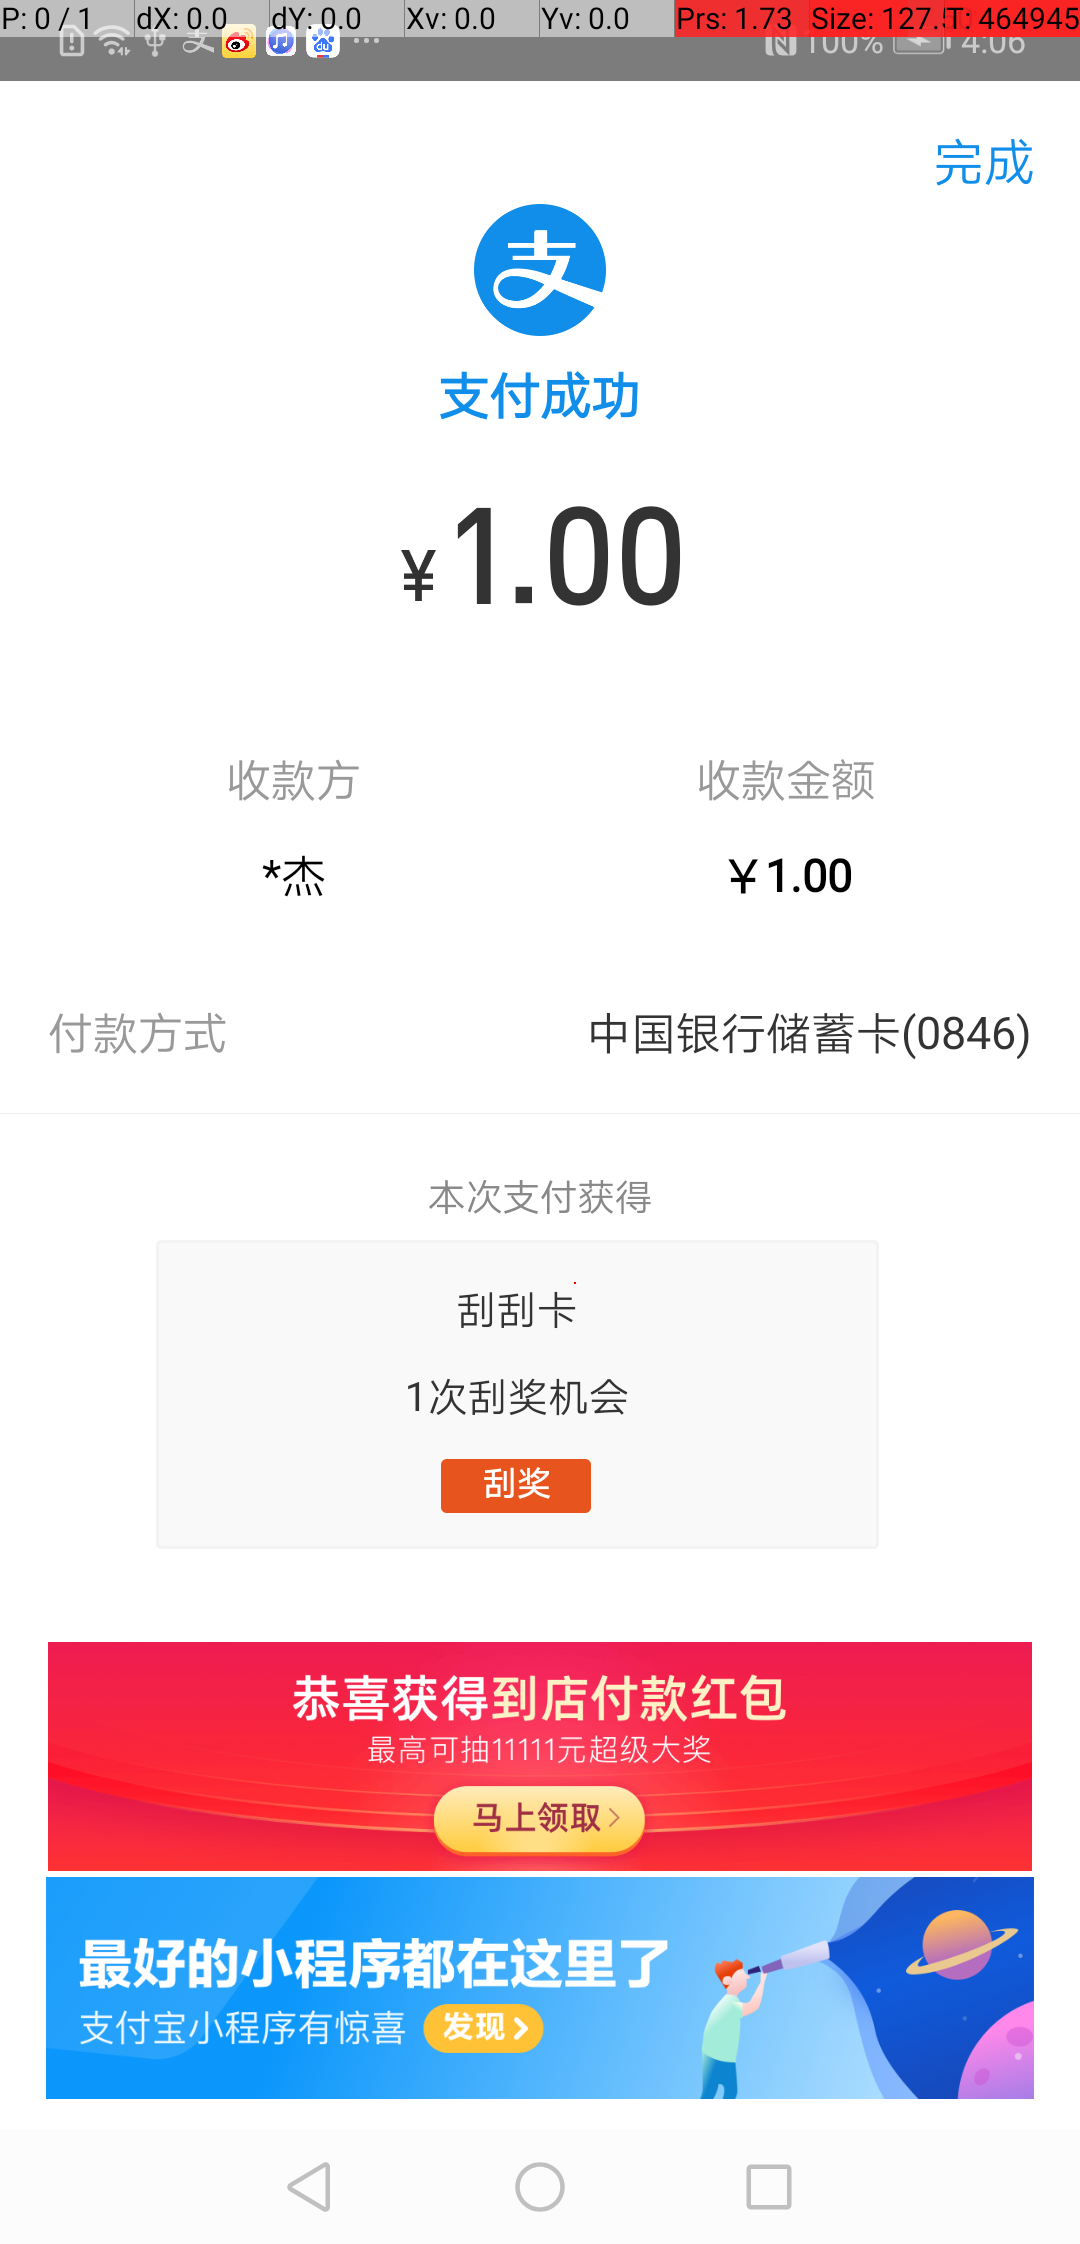 P: 0 / 1 dX: 0.0 dY: 0.0 Xv: 0.0 Yv: 0.0 Prs: 1.73 Size: 127. T: 464945
100% 4:06
完成
支付成功
¥1.00
收款方 收款金额
*杰 ￥1.00
付款方式 中国银行储蓄卡(0846)
本次支付获得
刮刮卡
1次刮奖机会
刮奖
恭喜获得到店付款红包
最高可抽11111元超级大奖
马上领取
最好的小程序都在这里了
支付宝小程序有惊喜 发现